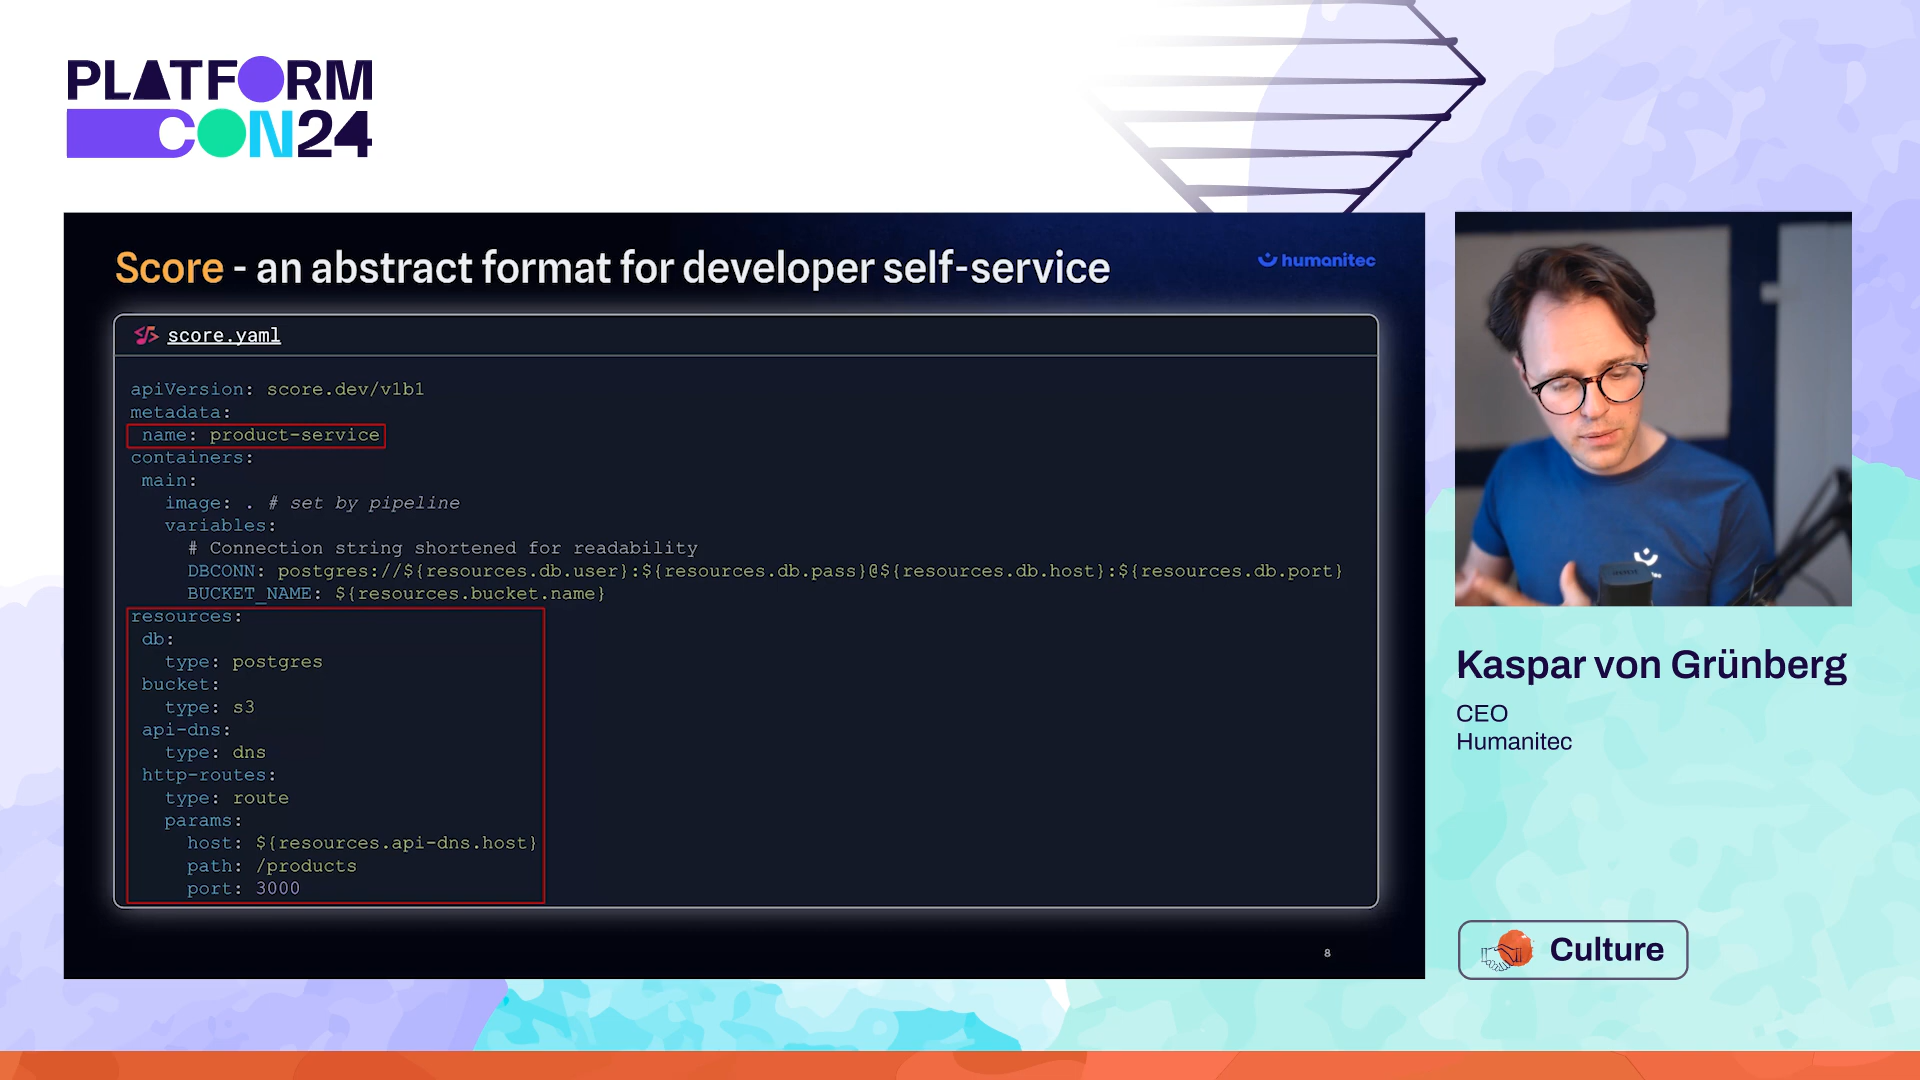 PLATFORM
CON24
Score - an abstract format for developer self-service
humanitec
score.yaml
apiVersion: score.dev/v1b1
metadata:
name: product-service
containers:
main:
image: . # set by pipeline
variables:
# Connection string shortened for readability
DBCONN: postgres://${resources.db.user}:${resources.db.pass}@${resources.db.host}:${resources.db.port}
BUCKET_NAME: ${resources.bucket.name}
resources:
db:
type: postgres
bucket:
type: s3
api-dns:
type: dns
http-routes:
type: route
params:
host: ${resources.api-dns.host}
path: /products
port: 3000
8
Kaspar von Grünberg
CEO
Humanitec
Culture